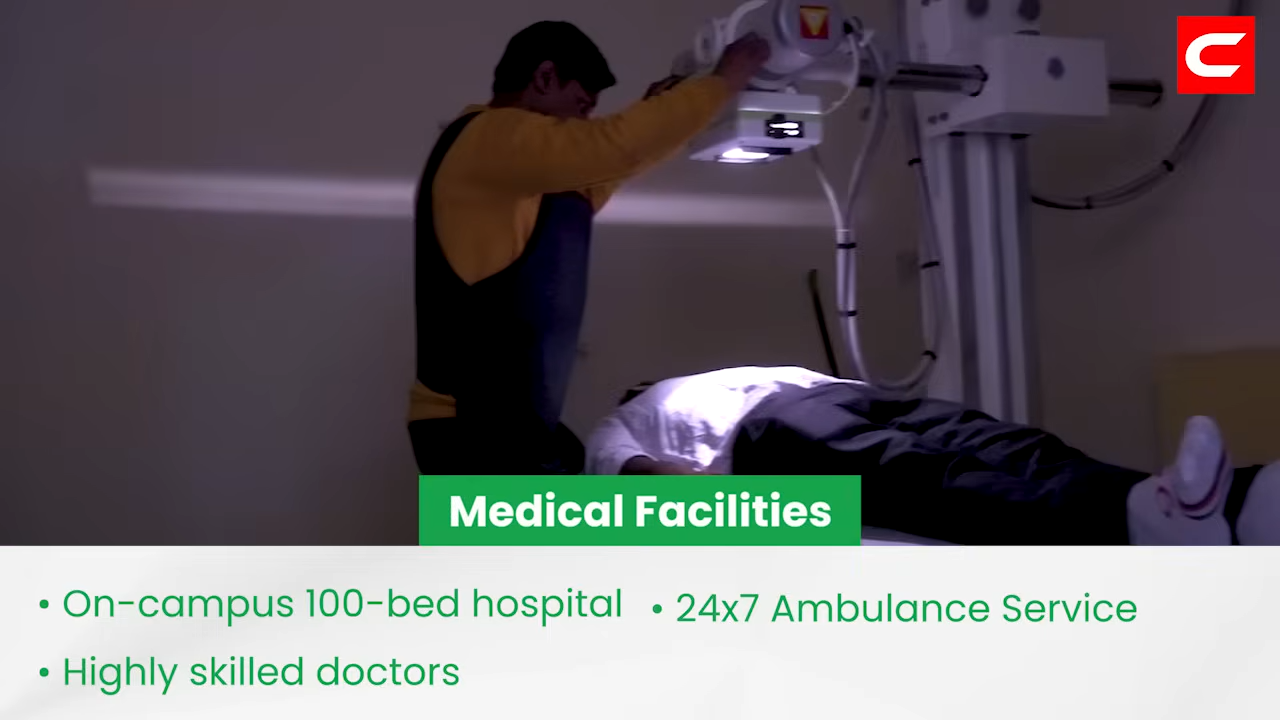 Medical Facilities
• On-campus 100-bed hospital
• 24x7 Ambulance Service
• Highly skilled doctors